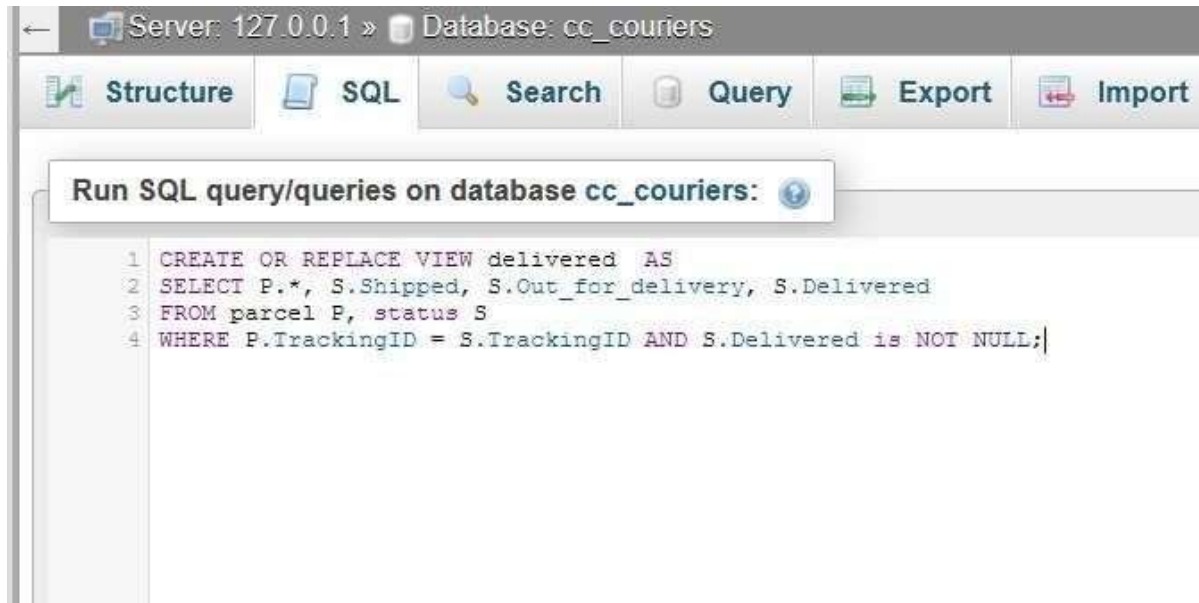 ← Server: 127.0.0.1 » Database: cc_couriers
Structure SQL Search Query Export Import
Run SQL query/queries on database cc_couriers:
1 CREATE OR REPLACE VIEW delivered  AS
2 SELECT P.*, S.Shipped, S.Out_for_delivery, S.Delivered
3 FROM parcel P, status S
4 WHERE P.TrackingID = S.TrackingID AND S.Delivered is NOT NULL;